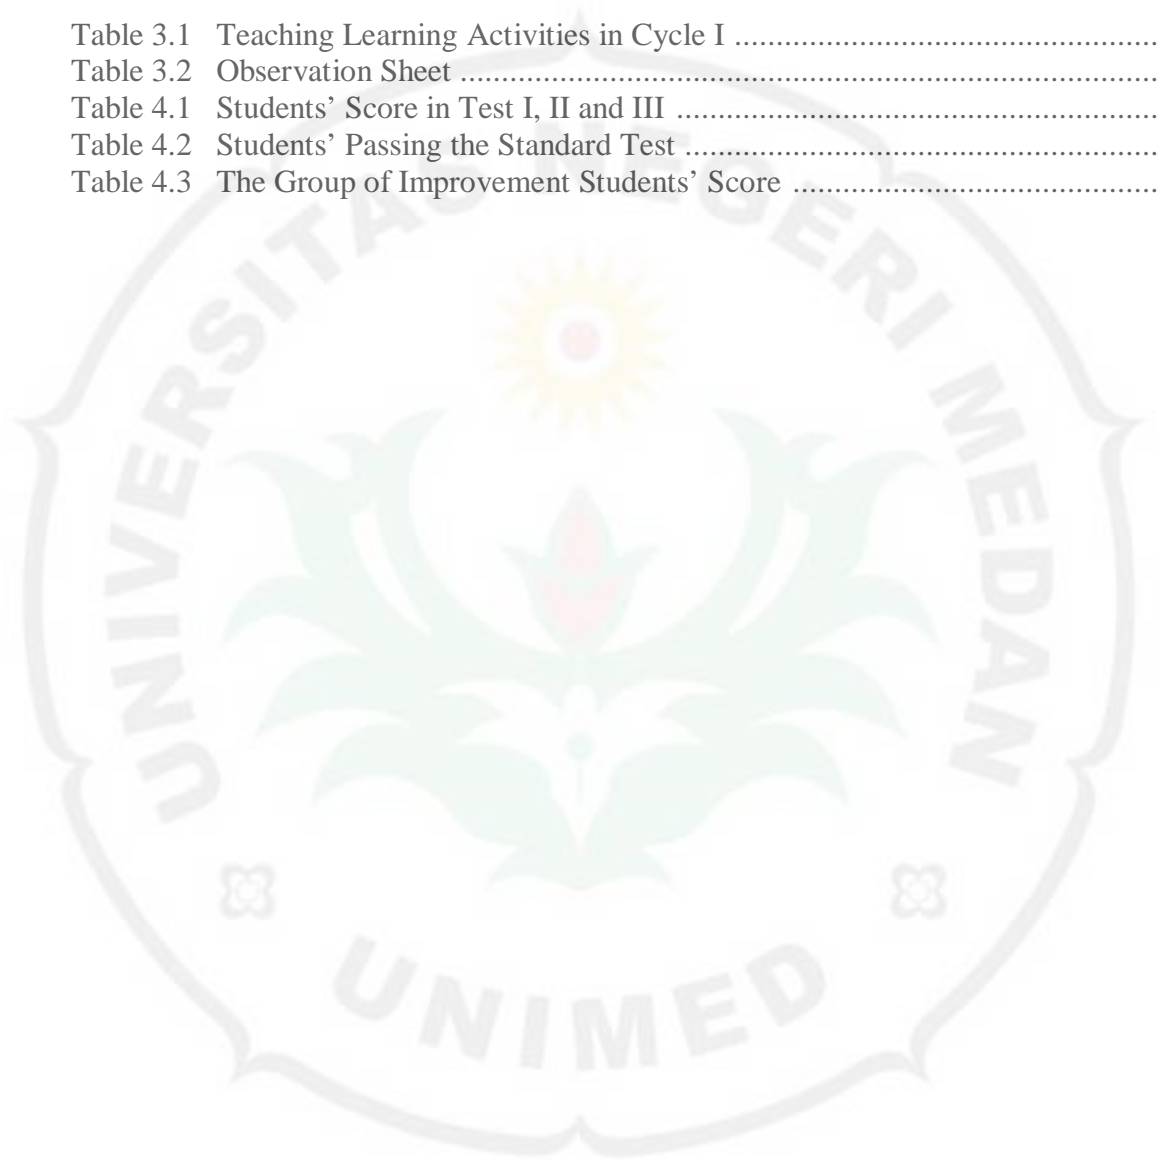 Table 3.1 Teaching Learning Activities in Cycle I ..............................................
Table 3.2 Observation Sheet ............................................................................
Table 4.1 Students’ Score in Test I, II and III ....................................................
Table 4.2 Students’ Passing the Standard Test ...................................................
Table 4.3 The Group of Improvement Students’ Score ........................................
UNIVERSITAS NEGERI MEDAN
UNIMED